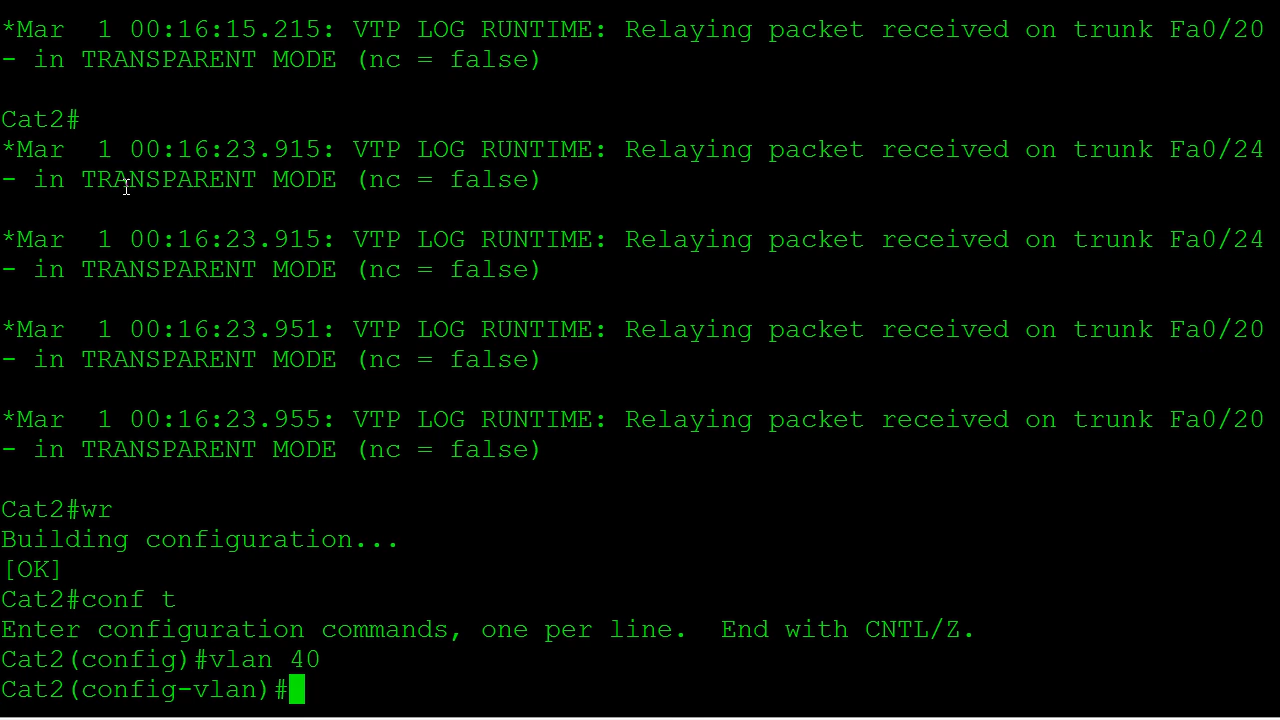 *Mar  1 00:16:15.215: VTP LOG RUNTIME: Relaying packet received on trunk Fa0/20
- in TRANSPARENT MODE (nc = false)
Cat2#
*Mar  1 00:16:23.915: VTP LOG RUNTIME: Relaying packet received on trunk Fa0/24
- in TRANSPARENT MODE (nc = false)
*Mar  1 00:16:23.915: VTP LOG RUNTIME: Relaying packet received on trunk Fa0/24
- in TRANSPARENT MODE (nc = false)
*Mar  1 00:16:23.951: VTP LOG RUNTIME: Relaying packet received on trunk Fa0/20
- in TRANSPARENT MODE (nc = false)
*Mar  1 00:16:23.955: VTP LOG RUNTIME: Relaying packet received on trunk Fa0/20
- in TRANSPARENT MODE (nc = false)
Cat2#wr
Building configuration...
[OK]
Cat2#conf t
Enter configuration commands, one per line.  End with CNTL/Z.
Cat2(config)#vlan 40
Cat2(config-vlan)#